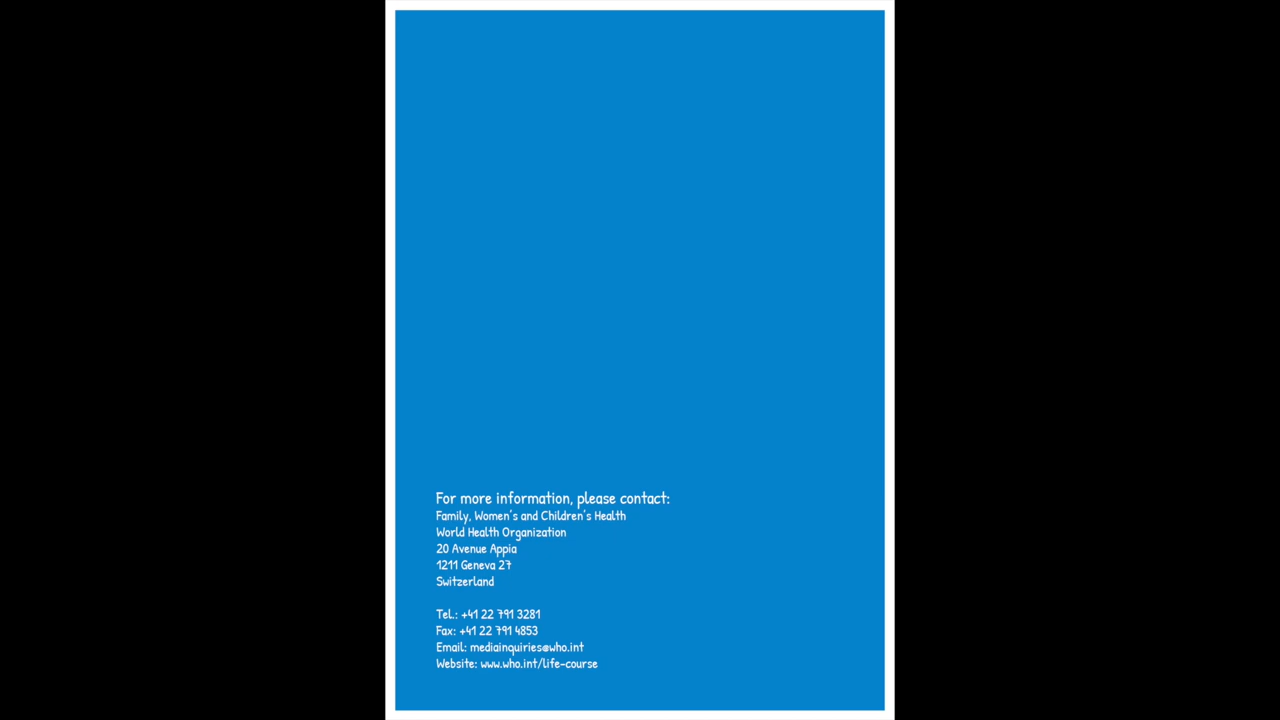 For more information, please contact:
Family, Women's and Children's Health
World Health Organization
20 Avenue Appia
1211 Geneva 27
Switzerland
Tel.: +41 22 791 3281
Fax: +41 22 791 4853
Email: mediainquiries@who.int
Website: www.who.int/life-course